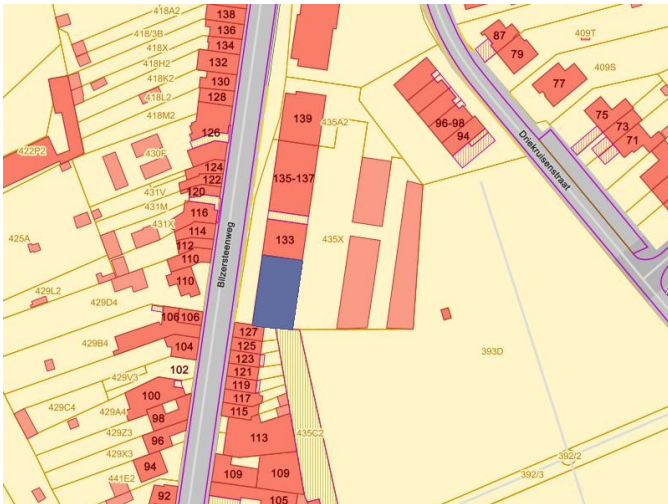 418A2
138
418/3B
136
418X
134
418H2
132
418K2
130
418L2
128
418M2
126
422P2
430F
124
122
431V
120
431M
116
431X
114
425A
112
110
110
429L2
429D4
106
106
429B4
104
102
429V3
100
429C4
429A4
98
429Z3
96
429X3
94
441E2
92
Bilzersteenweg
139
435A2
135-137
133
435X
127
125
123
121
119
117
115
113
435C2
109
109
105
96-98
94
87
79
409T
409S
77
75
73
71
Driekruisenstraat
393D
392/2
392/3